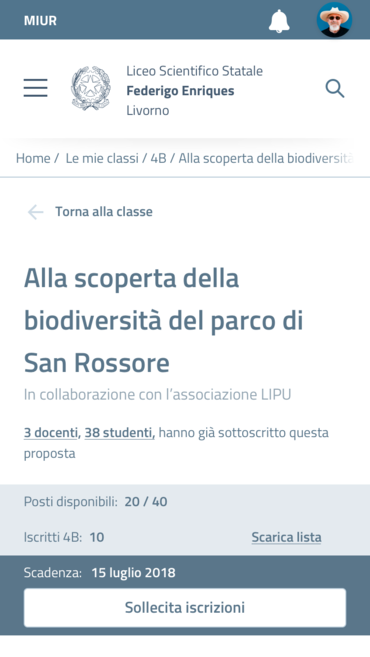 MIUR
Liceo Scientifico Statale
Federigo Enriques
Livorno
Home / Le mie classi / 4B / Alla scoperta della biodiversità
Torna alla classe
Alla scoperta della
biodiversità del parco di
San Rossore
In collaborazione con l'associazione LIPU
3 docenti, 38 studenti, hanno già sottoscritto questa
proposta
Posti disponibili: 20 / 40
Iscritti 4B: 10
Scarica lista
Scadenza: 15 luglio 2018
Sollecita iscrizioni